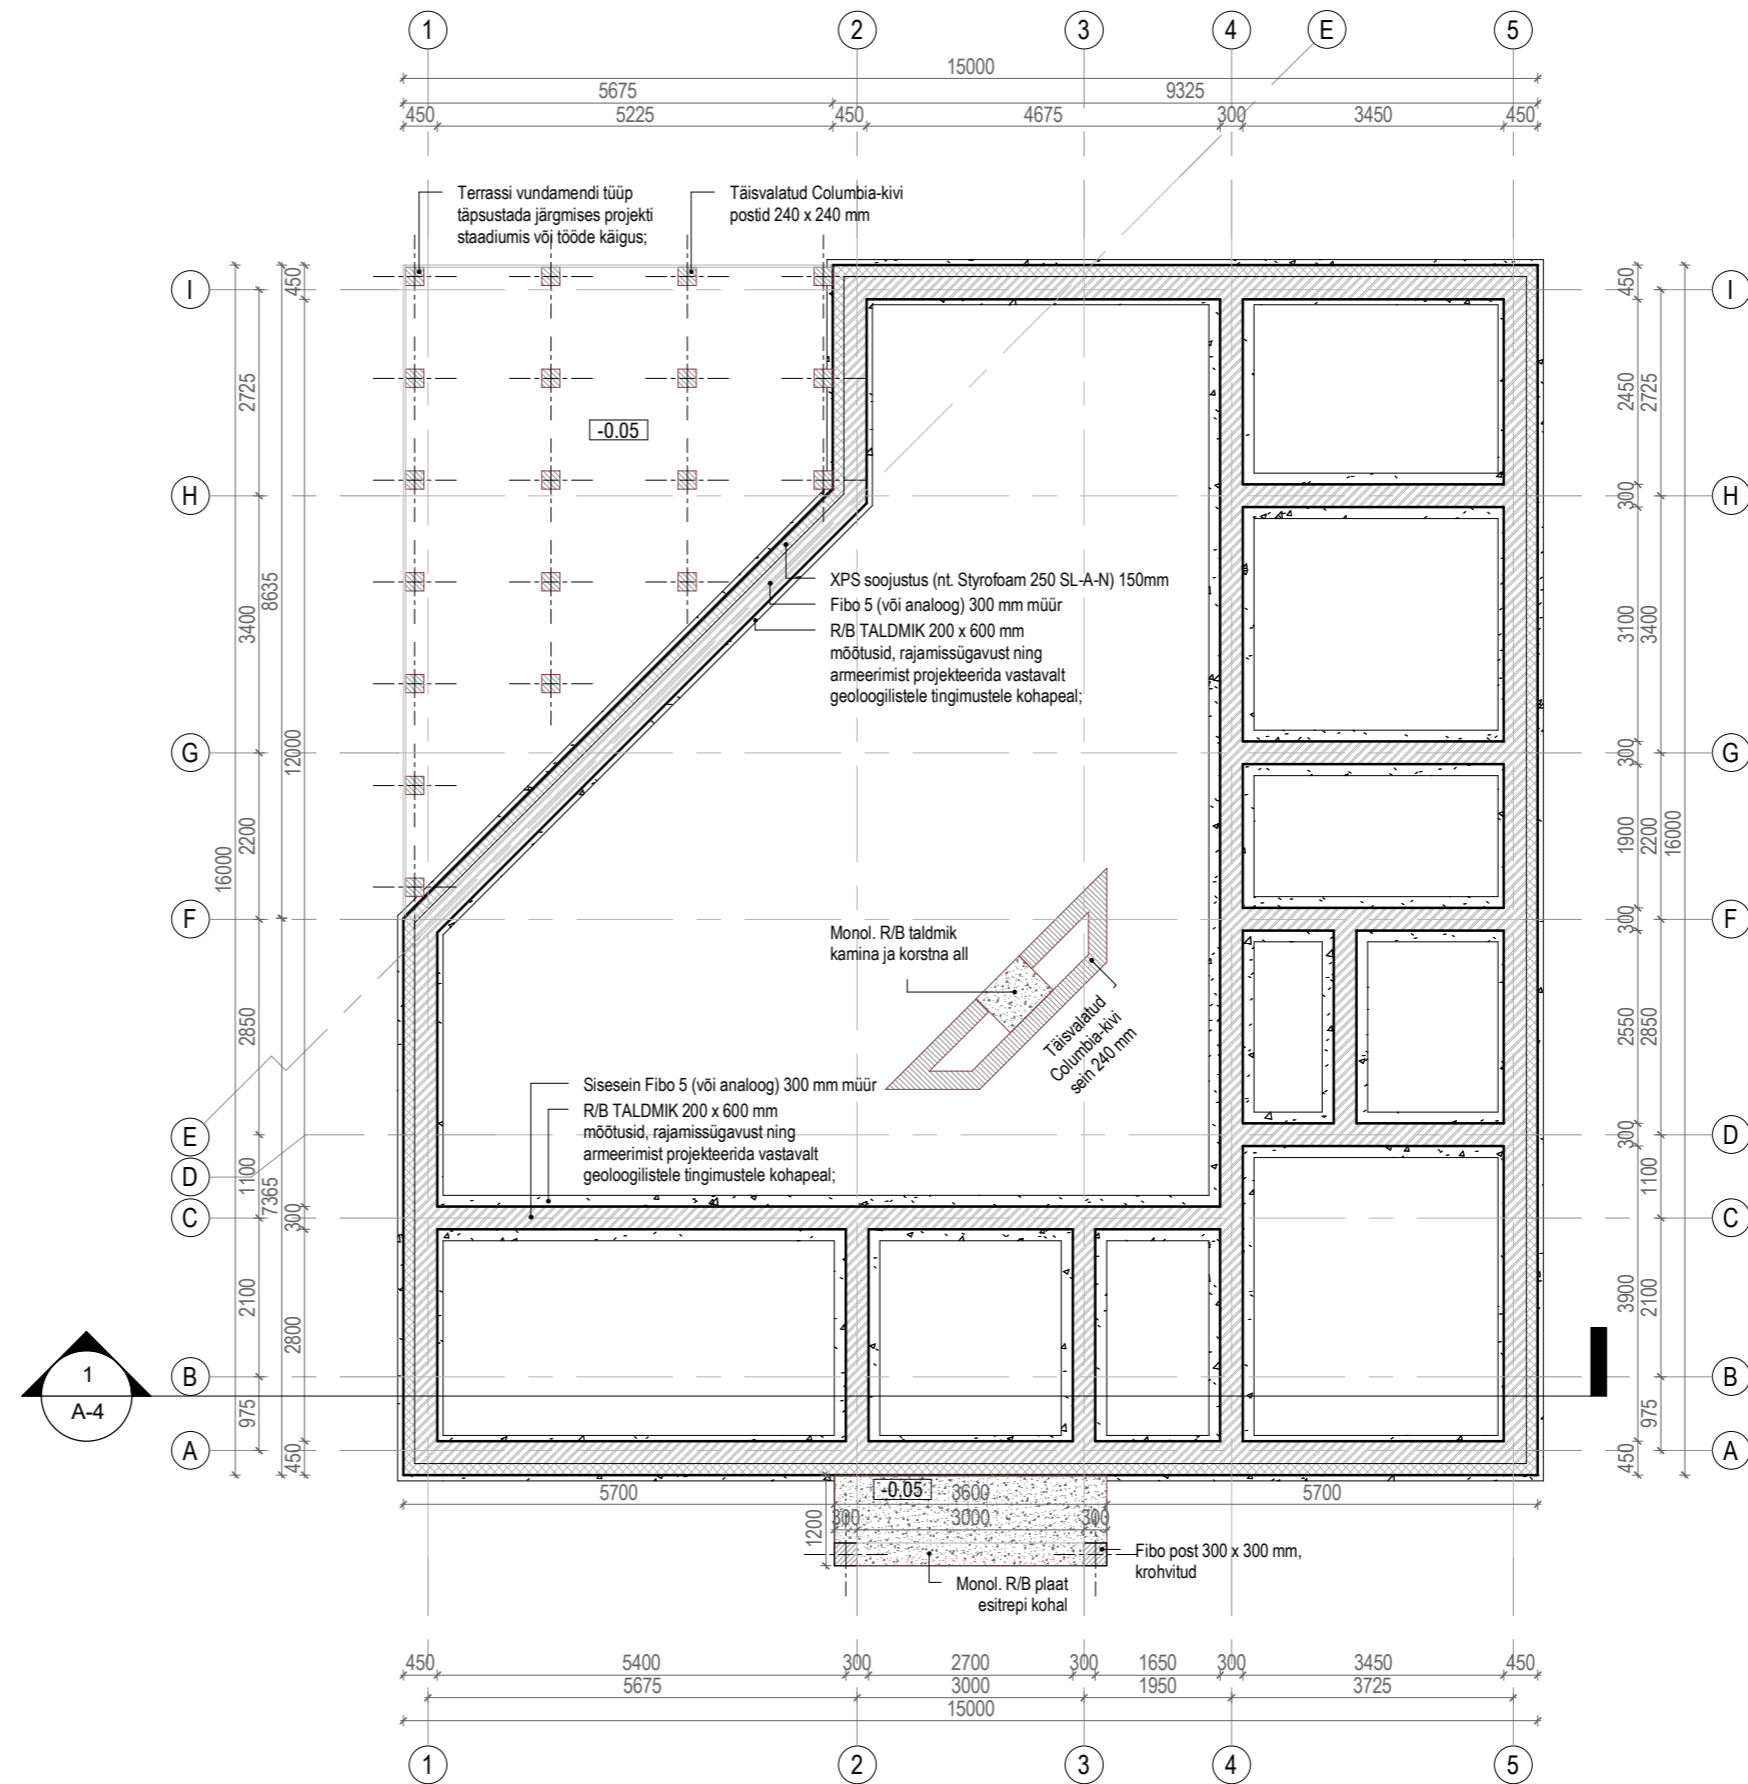 1
2
3
4
E
5
15000
5675
9325
450
5225
450
4675
300
3450
450
Terrassi vundamendi tüüp
täpsustada järgmises projekti
staadiumis või tööde käigus;
Täisvalatud Columbia-kivi
postid 240 x 240 mm
-0.05
XPS soojustus (nt. Styrofoam 250 SL-A-N) 150mm
Fibo 5 (või analoog) 300 mm müür
R/B TALDMIK 200 x 600 mm
mõõtusid, rajamissügavust ning
armeerimist projekteerida vastavalt
geoloogilistele tingimustele kohapeal;
Monol. R/B taldmik
kamina ja korstna all
Täisvalatud
Columbia-kivi
sein 240 mm
Sisesein Fibo 5 (või analoog) 300 mm müür
R/B TALDMIK 200 x 600 mm
mõõtusid, rajamissügavust ning
armeerimist projekteerida vastavalt
geoloogilistele tingimustele kohapeal;
I
H
G
F
E
D
C
B
A
16000
2725
3400
2200
2850
1100
2100
975
8635
7365
450
12000
300
2800
450
I
H
G
F
D
C
B
A
450
2450
300
3100
300
1900
300
2550
300
3900
450
2725
3400
2200
2850
1100
2100
975
16000
1
A-4
5700
-0.05
3600
5700
300
3000
300
1200
Fibo post 300 x 300 mm,
krohvitud
Monol. R/B plaat
esitrepi kohal
450
5400
300
2700
300
1650
300
3450
450
5675
3000
1950
3725
15000
1
2
3
4
5